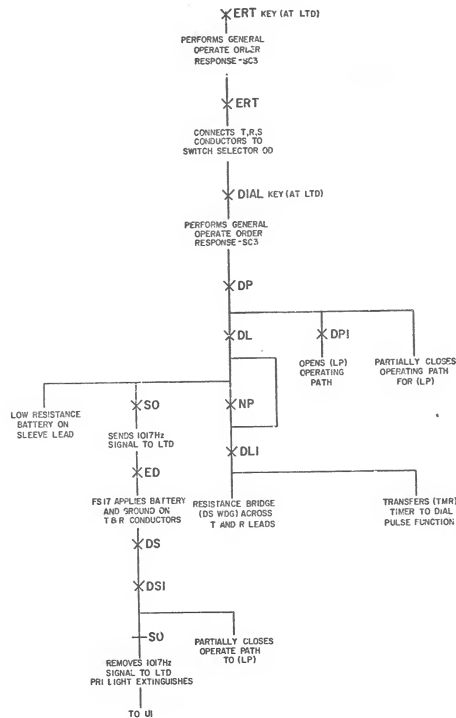 ERT KEY (AT LTD)
PERFORMS GENERAL
OPERATE ORDER
RESPONSE-SC3
ERT
CONNECTS T,R,S
CONDUCTORS TO
SWITCH SELECTOR OD
DIAL KEY (AT LTD)
PERFORMS GENERAL
OPERATE ORDER
RESPONSE-SC3
DP
DL
DP1
OPENS (LP)
OPERATING
PATH
PARTIALLY CLOSES
OPERATING PATH
FOR (LP)
LOW RESISTANCE
BATTERY ON
SLEEVE LEAD
SO
SENDS 1017Hz
SIGNAL TO LTD
NP
DL1
ED
FS17 APPLIES BATTERY
AND GROUND ON
T & R CONDUCTORS
RESISTANCE BRIDGE
(DS WDG) ACROSS
T AND R LEADS
TRANSFERS (TMR)
TIMER TO DIAL
PULSE FUNCTION
DS
DS1
SO
REMOVES 1017Hz
SIGNAL TO LTD
PRI LIGHT EXTINGUISHES
PARTIALLY CLOSES
OPERATE PATH
TO (LP)
TO U1